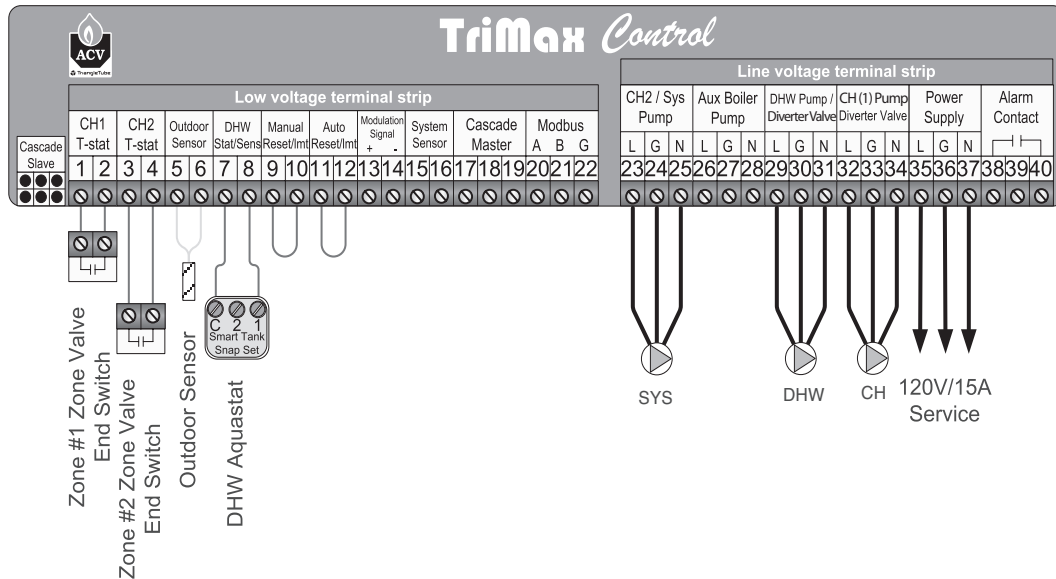 TriMax Control
ACV
TriangleTube
Low voltage terminal strip
Line voltage terminal strip
Cascade
Slave
CH1
T-stat
CH2
T-stat
Outdoor
Sensor
DHW
Stat/Sens
Manual
Reset/Imt
Auto
Reset/Imt
Modulation
Signal
+ -
System
Sensor
Cascade
Master
Modbus
A B G
CH2 / Sys
Pump
L G N
Aux Boiler
Pump
L G N
DHW Pump /
Diverter Valve
L G N
CH (1) Pump
Diverter Valve
L G N
Power
Supply
L G N
Alarm
Contact
1 2 3 4 5 6 7 8 9 10 11 12 13 14 15 16 17 18 19 20 21 22
23 24 25 26 27 28 29 30 31 32 33 34 35 36 37 38 39 40
C 2 1
Smart Tank
Snap Set
Zone #1 Zone Valve
End Switch
Zone #2 Zone Valve
End Switch
Outdoor Sensor
DHW Aquastat
SYS
DHW
CH
120V/15A
Service